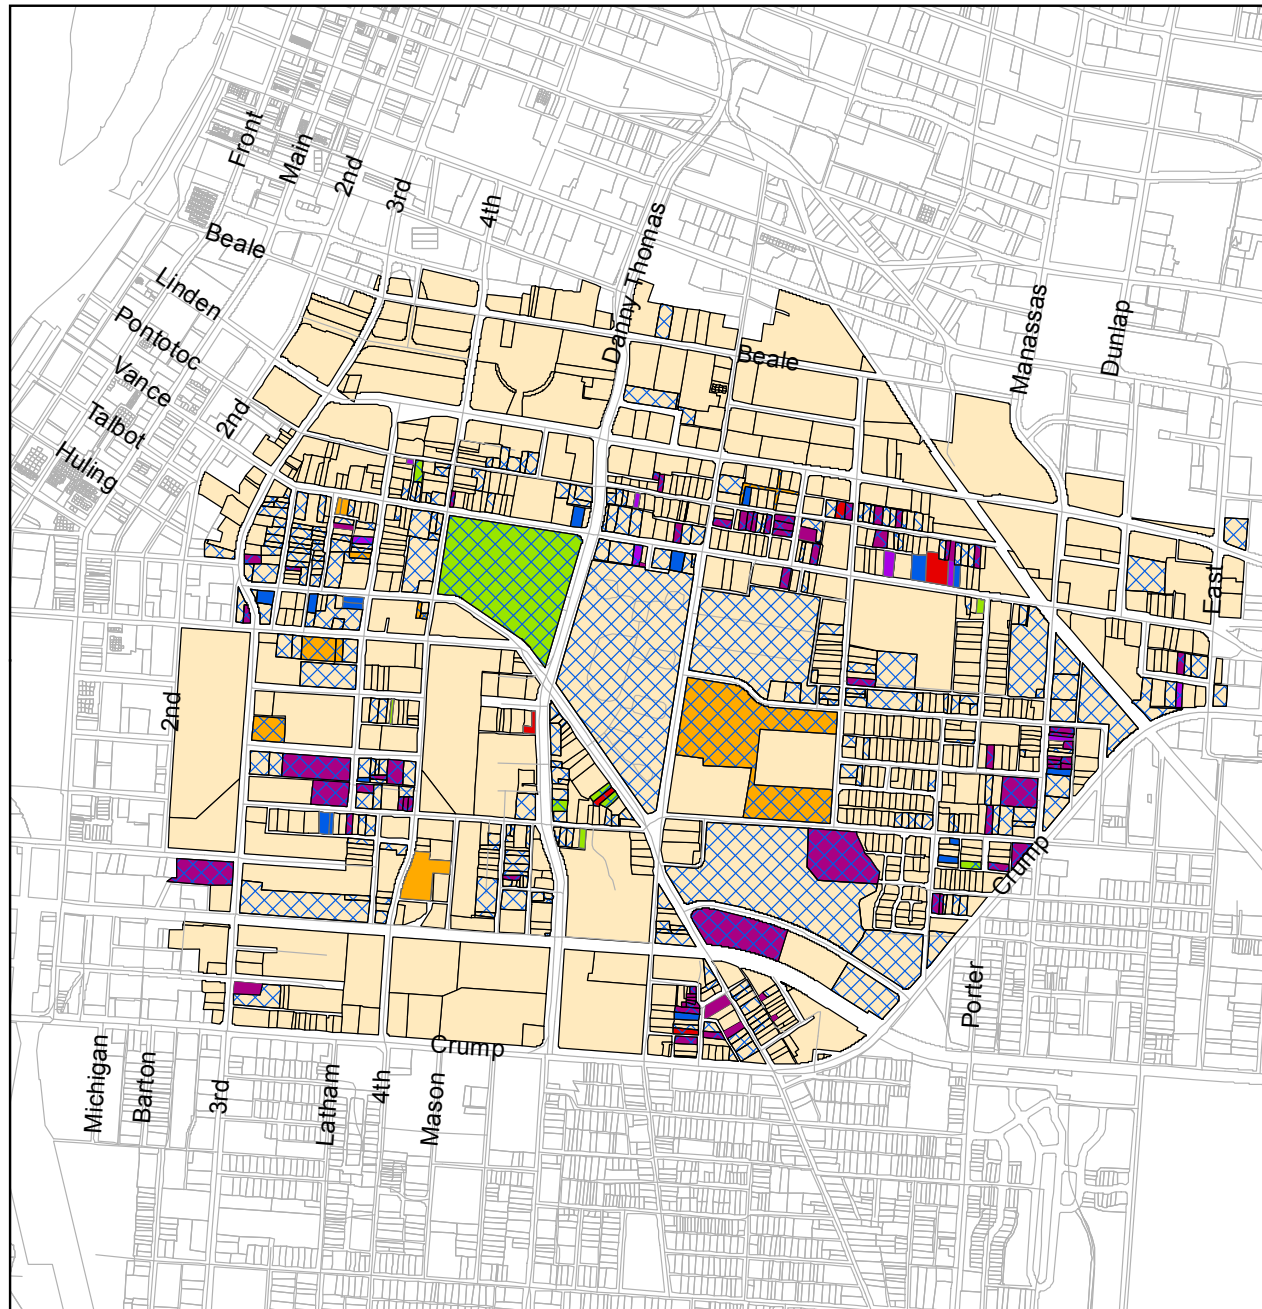 Front
Main
2nd
3rd
4th
Beale
Danny Thomas
Linden
Manassas
Dunlap
Pontotoc
Beale
Vance
2nd
Talbot
Huling
East
2nd
Crump
Porter
Crump
Michigan
Barton
3rd
Latham
4th
Mason